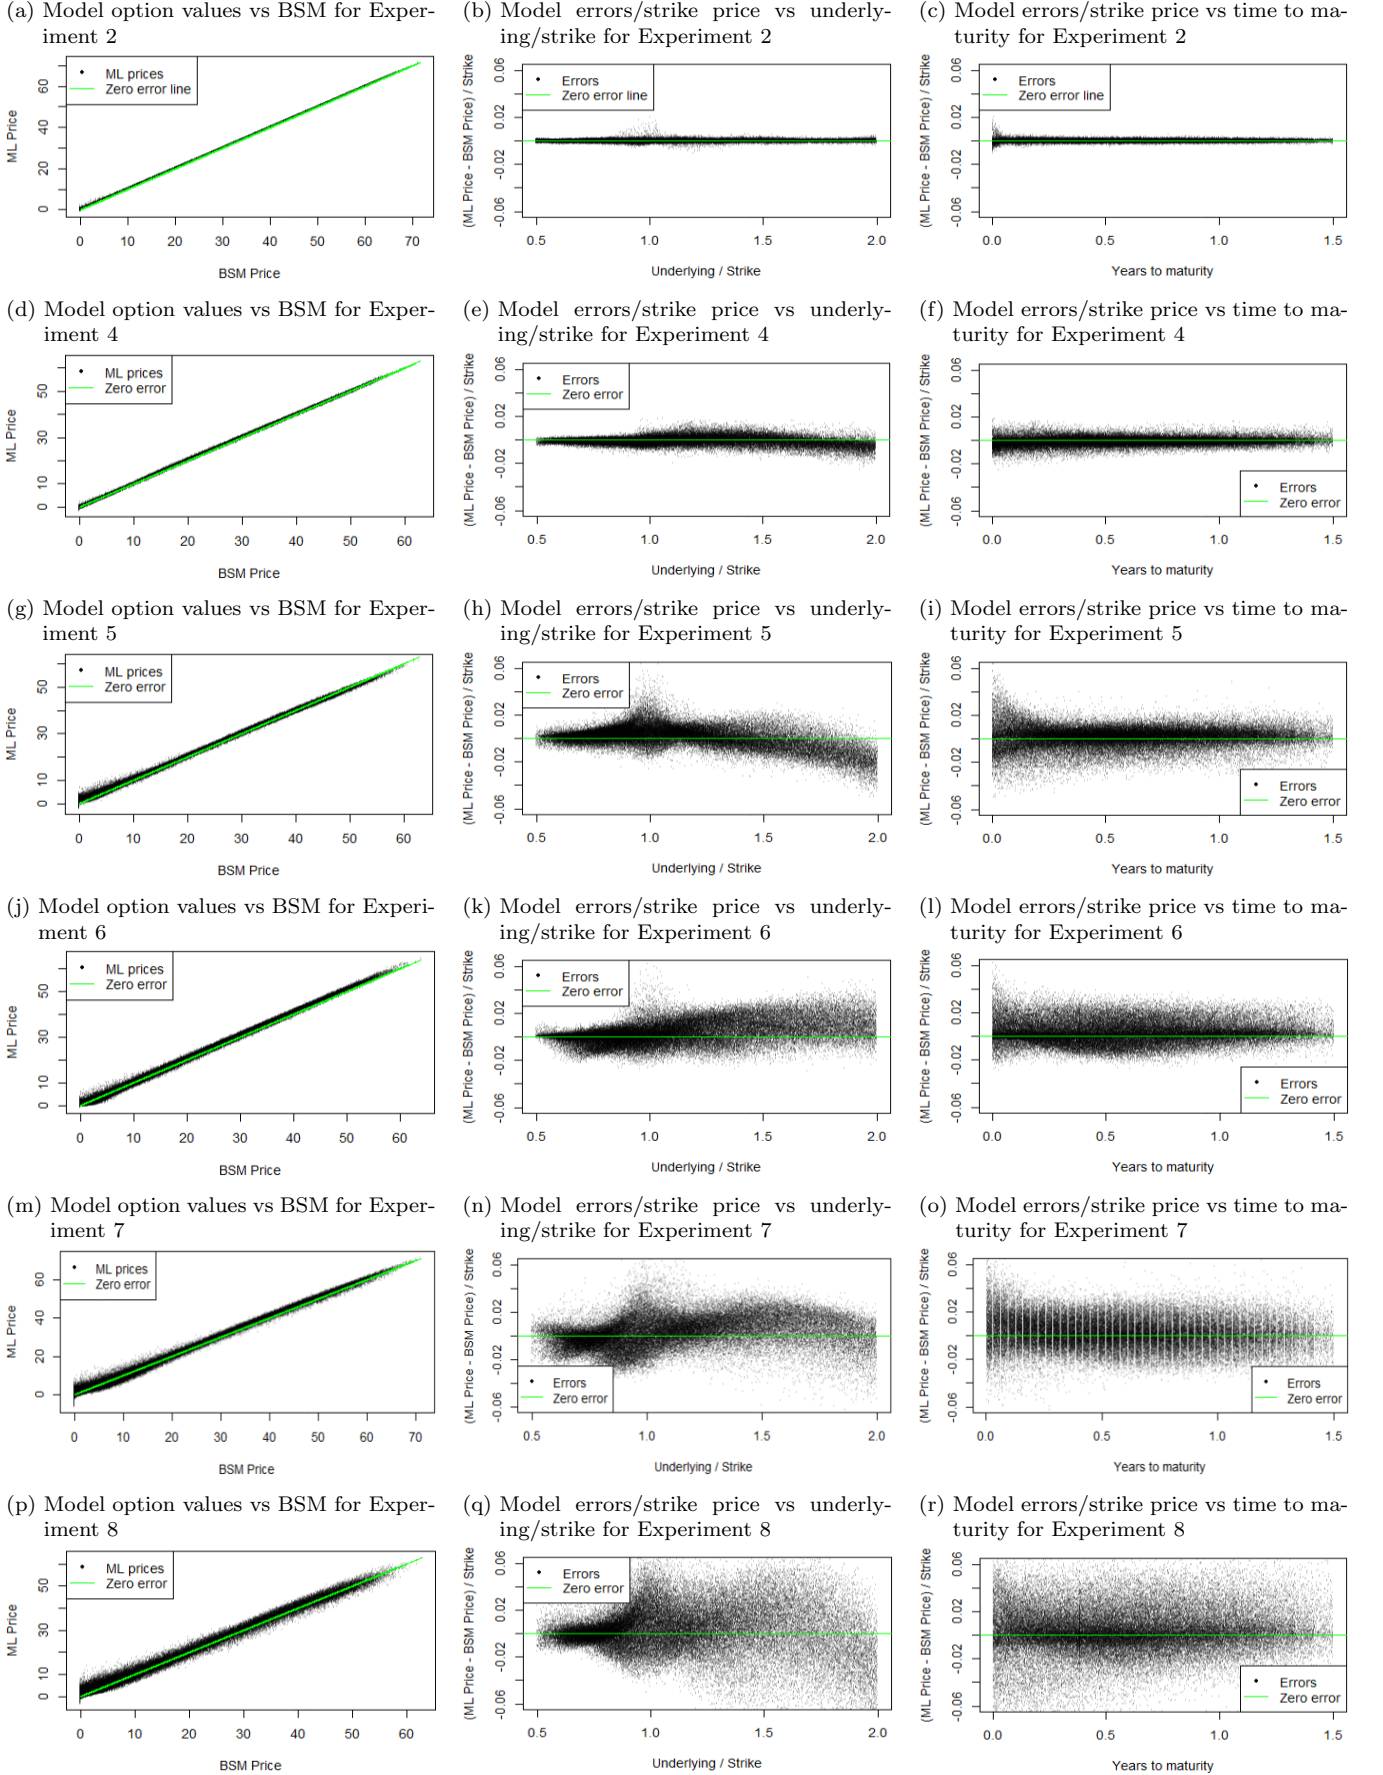 (a) Model option values vs BSM for Exper-
iment 2
ML prices
Zero error line
ML Price
0 20 40 60
0 10 20 30 40 50 60 70
BSM Price
(b) Model errors/strike price vs underly-
ing/strike for Experiment 2
Errors
Zero error line
(ML Price - BSM Price) / Strike
-0.06 -0.02 0.02 0.06
0.5 1.0 1.5 2.0
Underlying / Strike
(c) Model errors/strike price vs time to ma-
turity for Experiment 2
Errors
Zero error line
(ML Price - BSM Price) / Strike
-0.06 -0.02 0.02 0.06
0.0 0.5 1.0 1.5
Years to maturity
(d) Model option values vs BSM for Exper-
iment 4
ML prices
Zero error
ML Price
0 10 30 50
0 10 20 30 40 50 60
BSM Price
(e) Model errors/strike price vs underly-
ing/strike for Experiment 4
Errors
Zero error
(ML Price - BSM Price) / Strike
-0.06 -0.02 0.02 0.06
0.5 1.0 1.5 2.0
Underlying / Strike
(f) Model errors/strike price vs time to ma-
turity for Experiment 4
Errors
Zero error
(ML Price - BSM Price) / Strike
-0.06 -0.02 0.02 0.06
0.0 0.5 1.0 1.5
Years to maturity
(g) Model option values vs BSM for Exper-
iment 5
ML prices
Zero error
ML Price
0 10 30 50
0 10 20 30 40 50 60
BSM Price
(h) Model errors/strike price vs underly-
ing/strike for Experiment 5
Errors
Zero error
(ML Price - BSM Price) / Strike
-0.06 -0.02 0.02 0.06
0.5 1.0 1.5 2.0
Underlying / Strike
(i) Model errors/strike price vs time to ma-
turity for Experiment 5
Errors
Zero error
(ML Price - BSM Price) / Strike
-0.06 -0.02 0.02 0.06
0.0 0.5 1.0 1.5
Years to maturity
(j) Model option values vs BSM for Experi-
ment 6
ML prices
Zero error
ML Price
0 10 30 50
0 10 20 30 40 50 60
BSM Price
(k) Model errors/strike price vs underly-
ing/strike for Experiment 6
Errors
Zero error
(ML Price - BSM Price) / Strike
-0.06 -0.02 0.02 0.06
0.5 1.0 1.5 2.0
Underlying / Strike
(l) Model errors/strike price vs time to ma-
turity for Experiment 6
Errors
Zero error
(ML Price - BSM Price) / Strike
-0.06 -0.02 0.02 0.06
0.0 0.5 1.0 1.5
Years to maturity
(m) Model option values vs BSM for Exper-
iment 7
ML prices
Zero error
ML Price
0 20 40 60
0 10 20 30 40 50 60 70
BSM Price
(n) Model errors/strike price vs underly-
ing/strike for Experiment 7
Errors
Zero error
(ML Price - BSM Price) / Strike
-0.06 -0.02 0.02 0.06
0.5 1.0 1.5 2.0
Underlying / Strike
(o) Model errors/strike price vs time to ma-
turity for Experiment 7
Errors
Zero error
(ML Price - BSM Price) / Strike
-0.06 -0.02 0.02 0.06
0.0 0.5 1.0 1.5
Years to maturity
(p) Model option values vs BSM for Exper-
iment 8
ML prices
Zero error
ML Price
0 10 30 50
0 10 20 30 40 50 60
BSM Price
(q) Model errors/strike price vs underly-
ing/strike for Experiment 8
Errors
Zero error
(ML Price - BSM Price) / Strike
-0.06 -0.02 0.02 0.06
0.5 1.0 1.5 2.0
Underlying / Strike
(r) Model errors/strike price vs time to ma-
turity for Experiment 8
Errors
Zero error
(ML Price - BSM Price) / Strike
-0.06 -0.02 0.02 0.06
0.0 0.5 1.0 1.5
Years to maturity